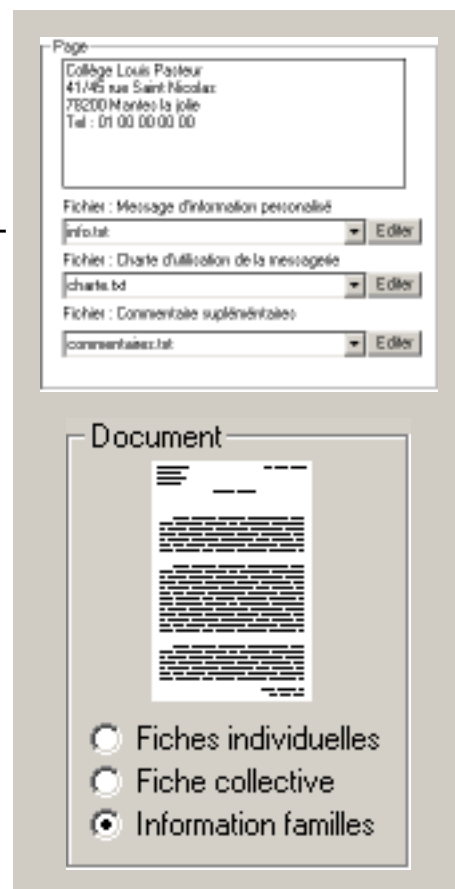 Page
Collège Louis Pasteur
41/45 rue Saint Nicolas
78200 Mantes la jolie
Tel : 01 00 00 00 00
Fichier : Message d'information personalisé
info.txt Editer
Fichier : Charte d'utilisation de la messagerie
charte.txt Editer
Fichier : Commentaire supléméntaires
commentaires.txt Editer
Document
Fiches individuelles
Fiche collective
Information familles